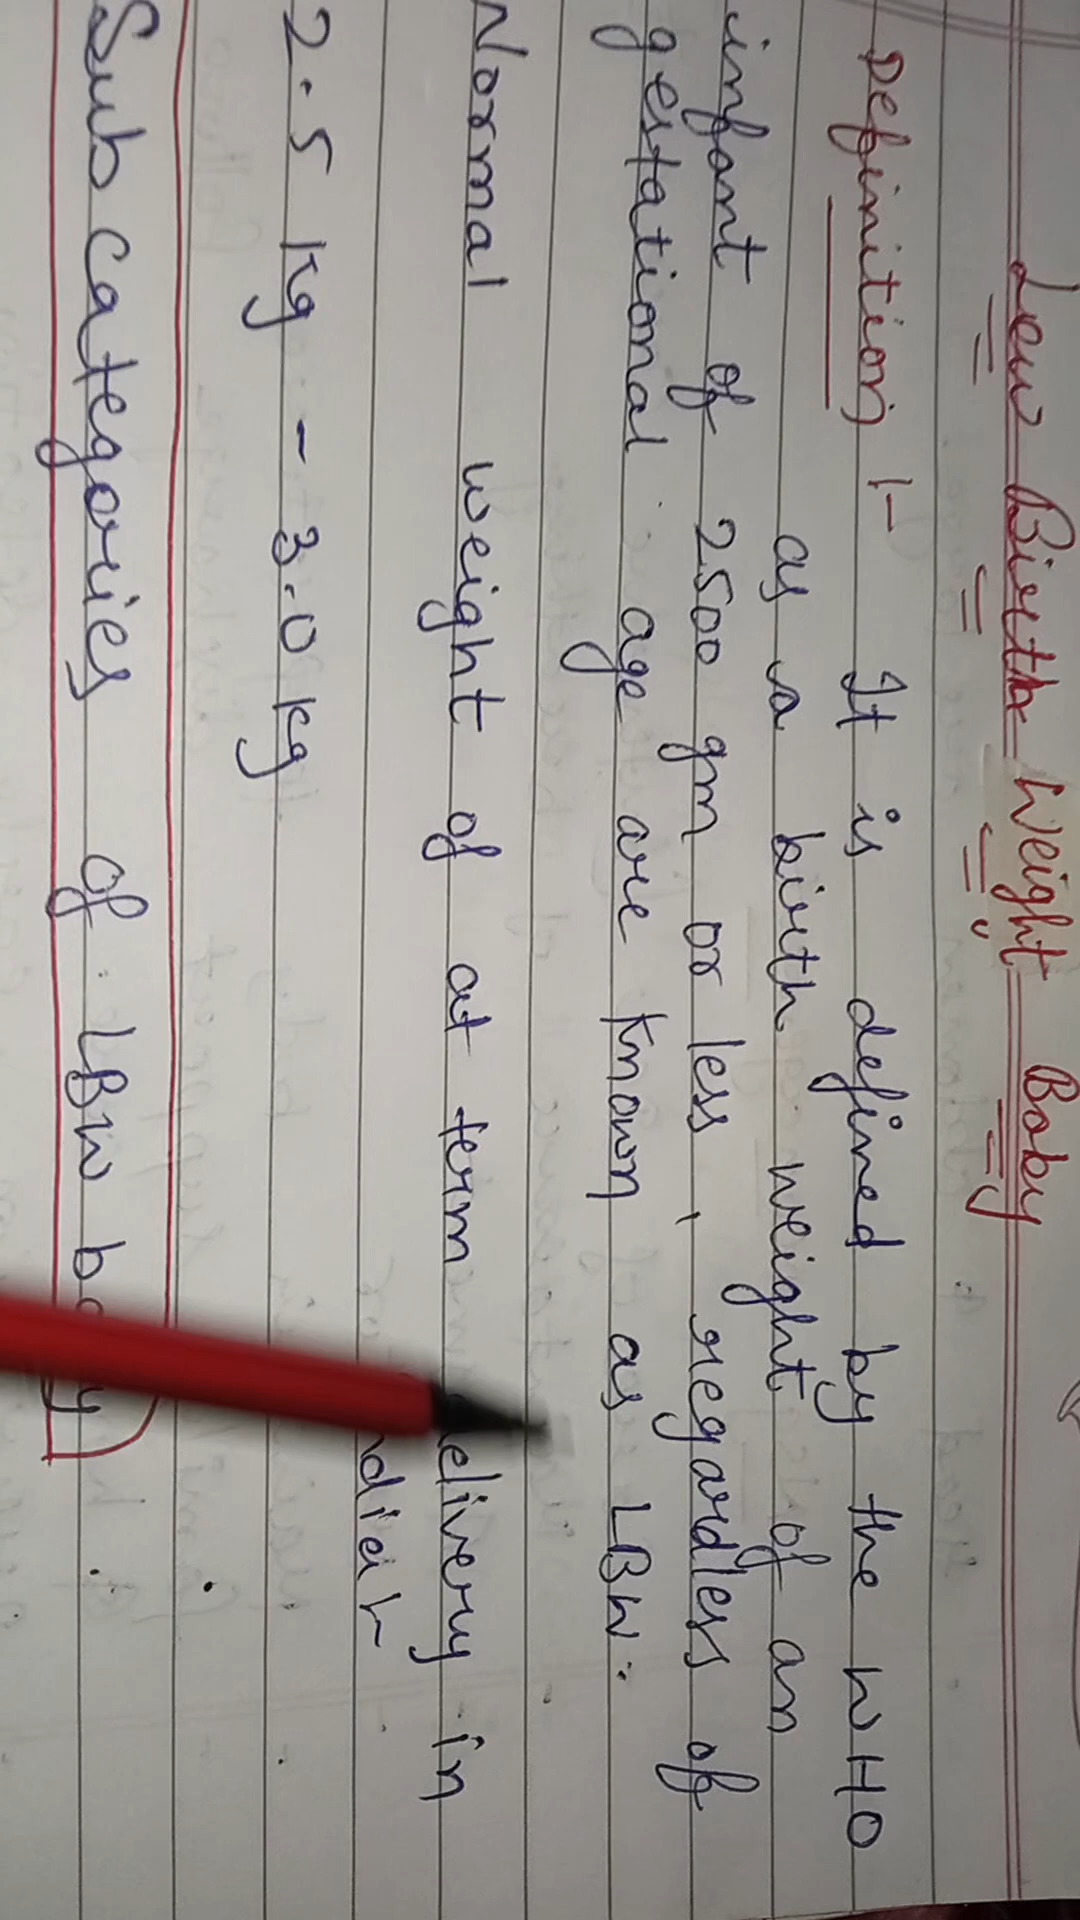 Low Birth Weight Baby
Definition :- It is defined by the WHO
as a birth weight of an
infant of 2500 gm or less, regardless of
gestational age are known as LBW.
Normal weight of at term delivery in
2.5 kg - 3.0 kg
Sub categories of LBW baby